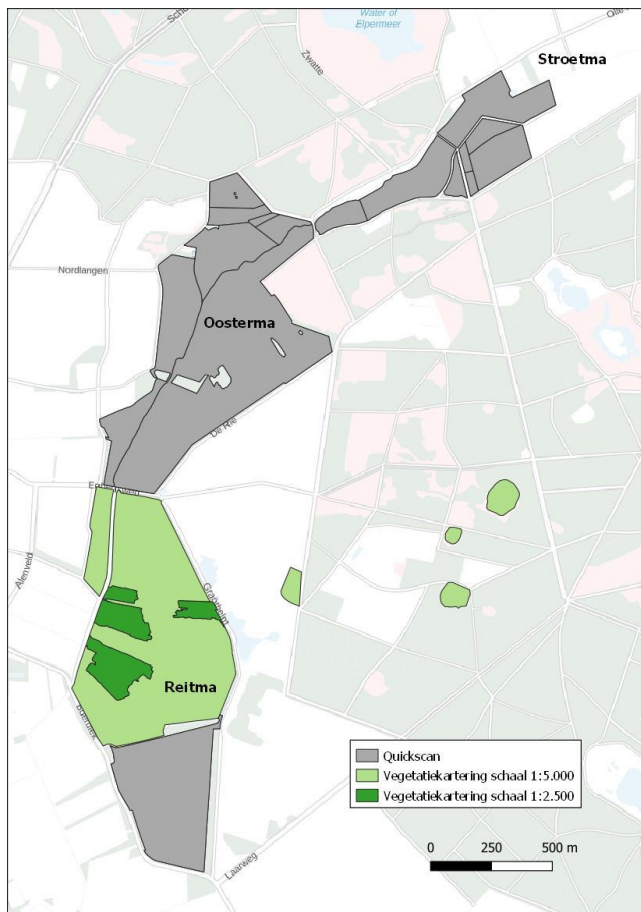 Water of
Elpermeer
Zwatte
Stroetma
Nordlangen
Oosterma
De Rie
Alenveld
Reitma
Laarweg
Quickscan
Vegetatiekartering schaal 1:5.000
Vegetatiekartering schaal 1:2.500
0 250 500 m